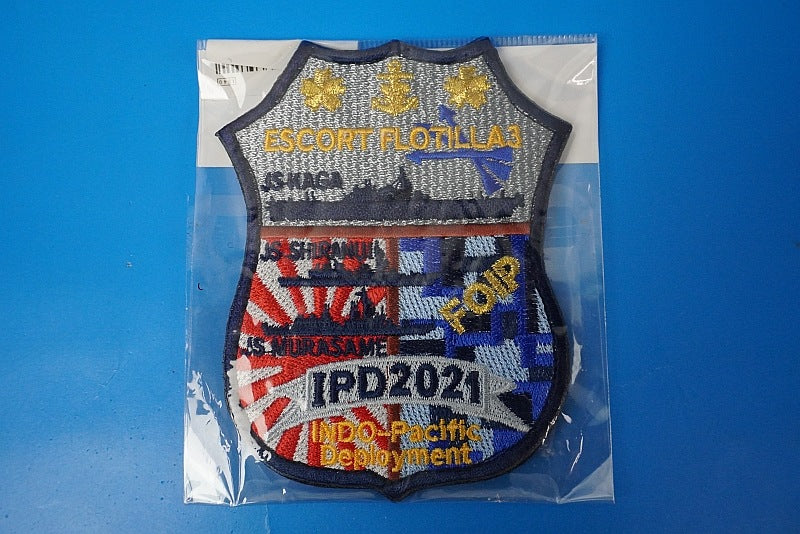 ESCORT FLOTILLA3
JS KAGA
JS SHIRANUI
FOIP
JS MURASAME
IPD2021
INDO-Pacific
Deployment